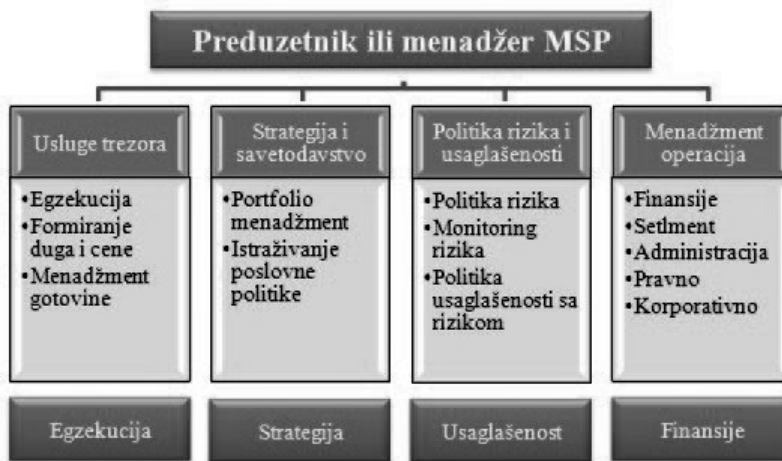 Preduzetnik ili menadžer MSP
Usluge trezora
•Egzekucija
•Formiranje
duga i cene
•Menadžment
gotovine
Egzekucija
Strategija i
savetodavstvo
•Portfolio
menadžment
•Istraživanje
poslovne
politike
Strategija
Politika rizika i
usaglašenosti
•Politika rizika
•Monitoring
rizika
•Politika
usaglašenosti sa
rizikom
Usaglašenost
Menadžment
operacija
•Finansije
•Setlment
•Administracija
•Pravno
•Korporativno
Finansije